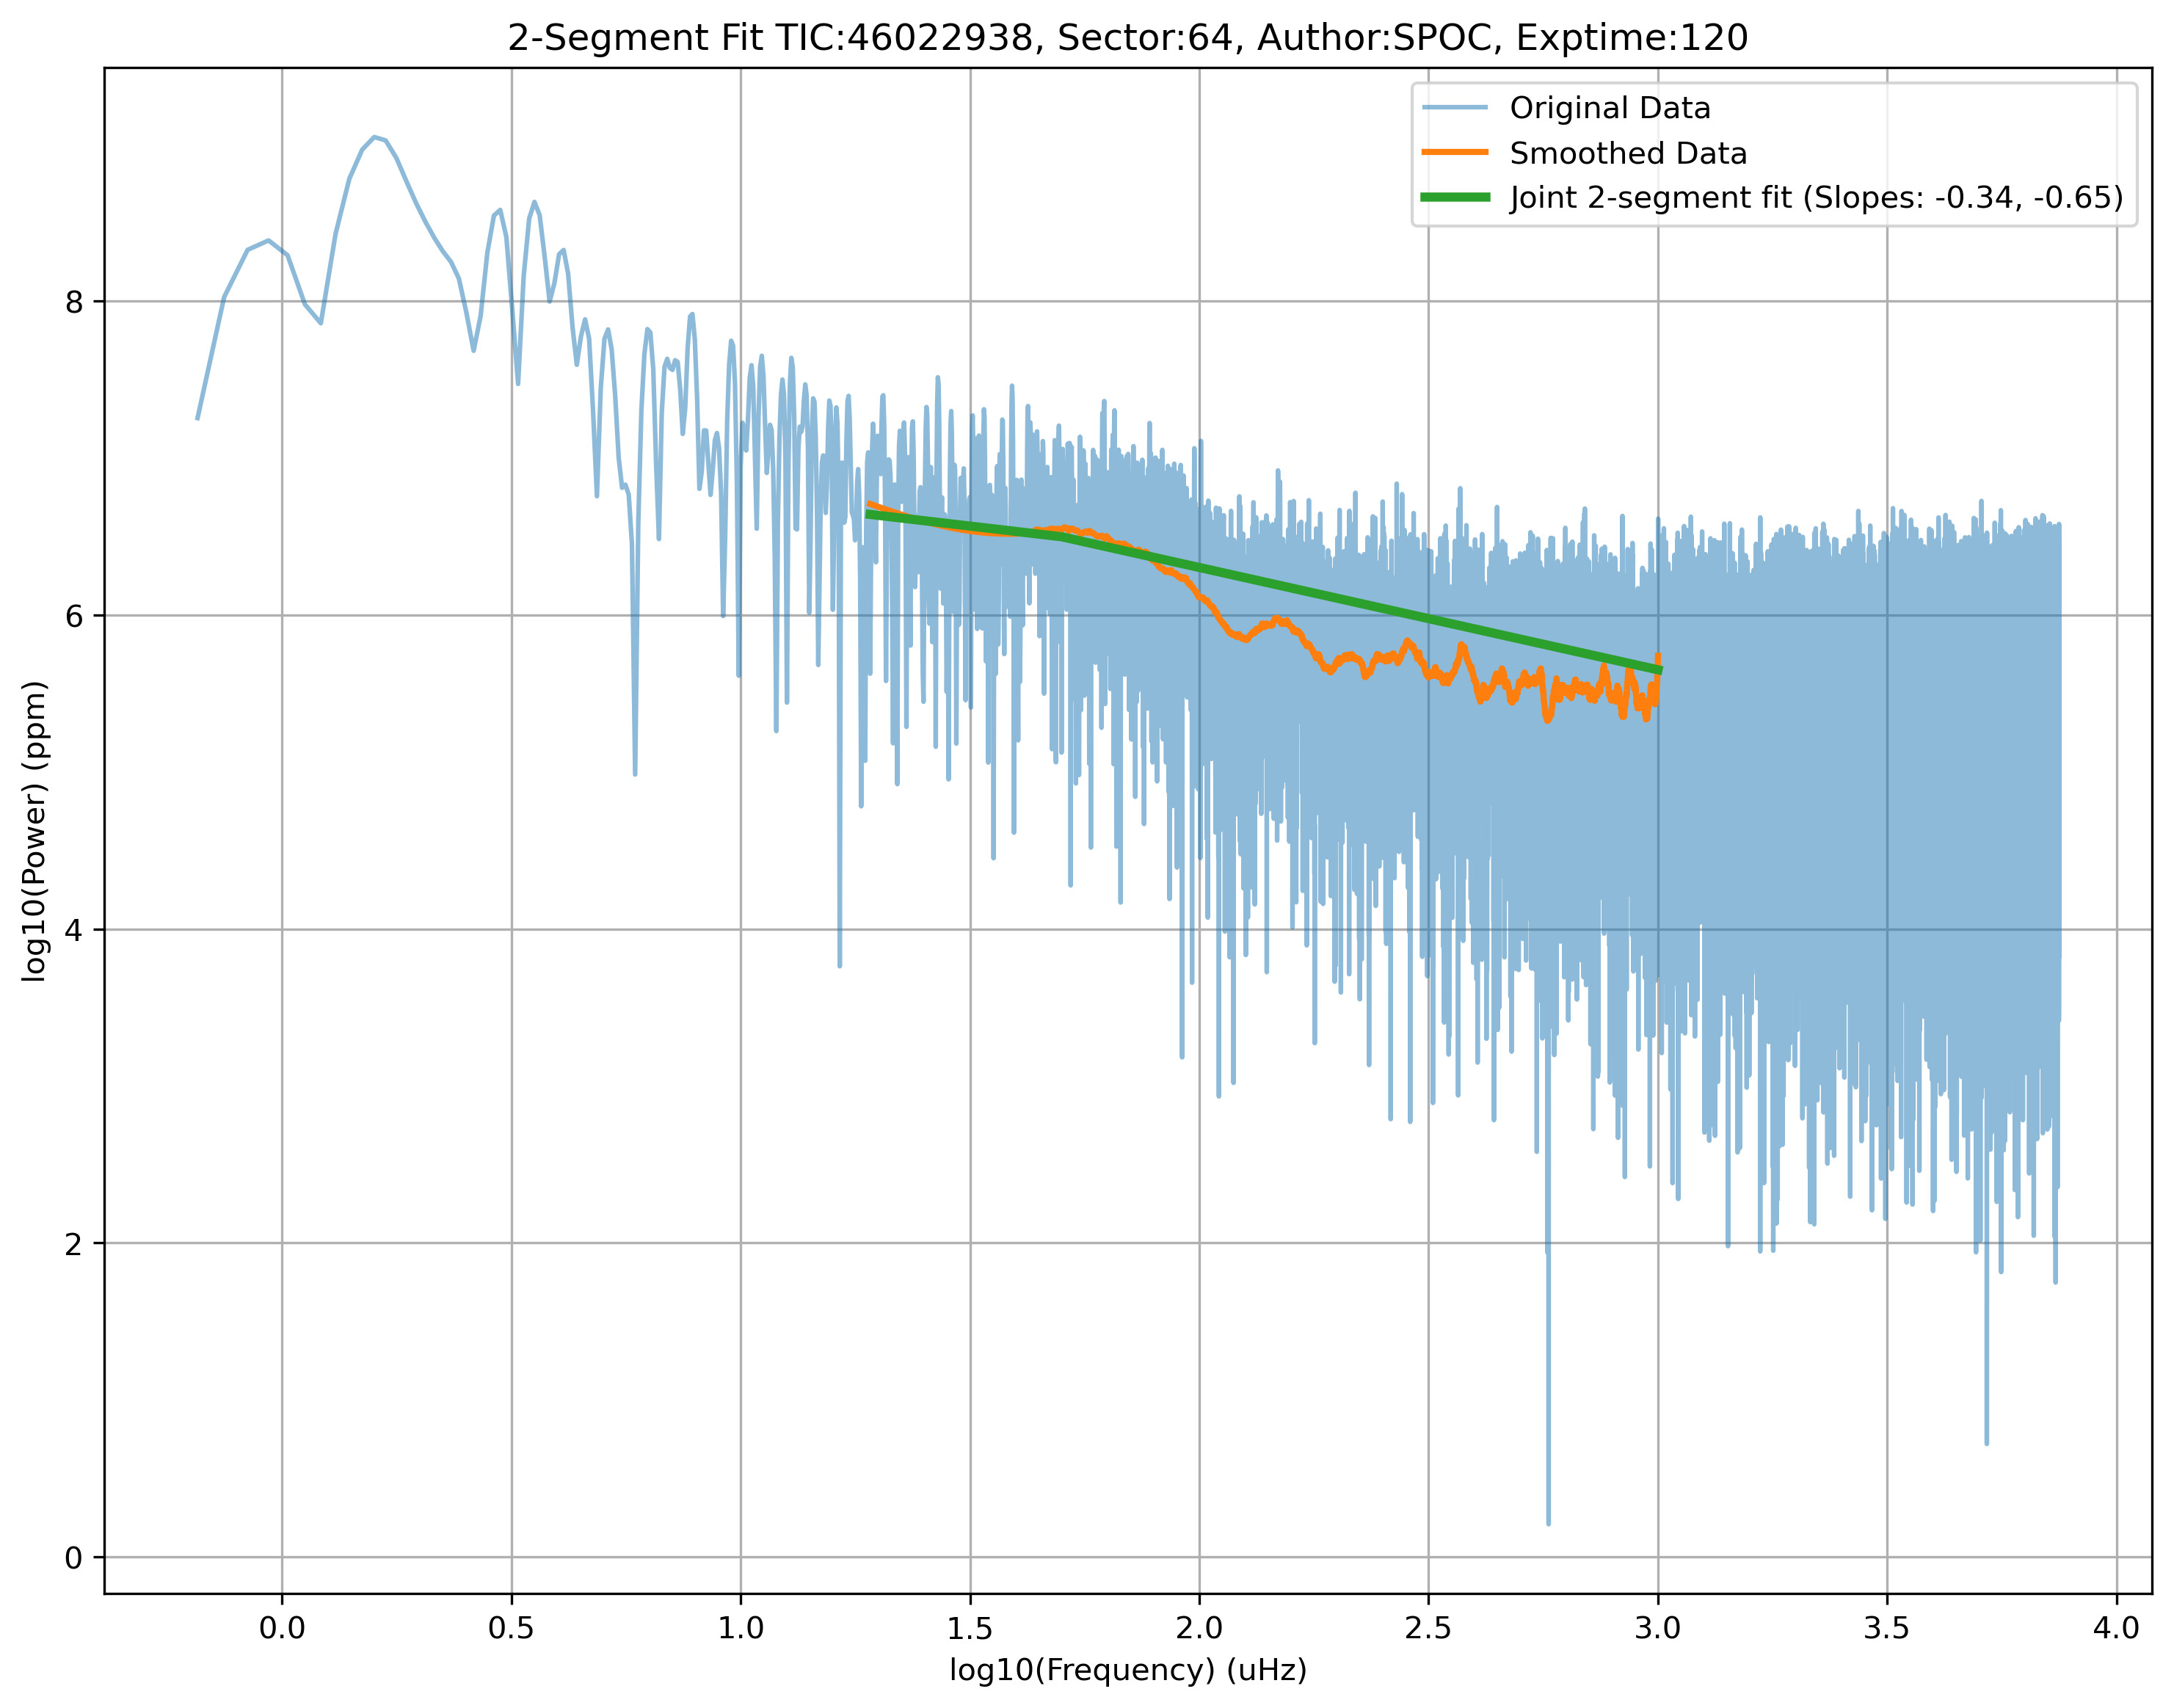 2-Segment Fit TIC:46022938, Sector:64, Author:SPOC, Exptime:120
Original Data
Smoothed Data
Joint 2-segment fit (Slopes: -0.34, -0.65)
log10(Power) (ppm)
8
6
4
2
0
0.0 0.5 1.0 1.5 2.0 2.5 3.0 3.5 4.0
log10(Frequency) (uHz)